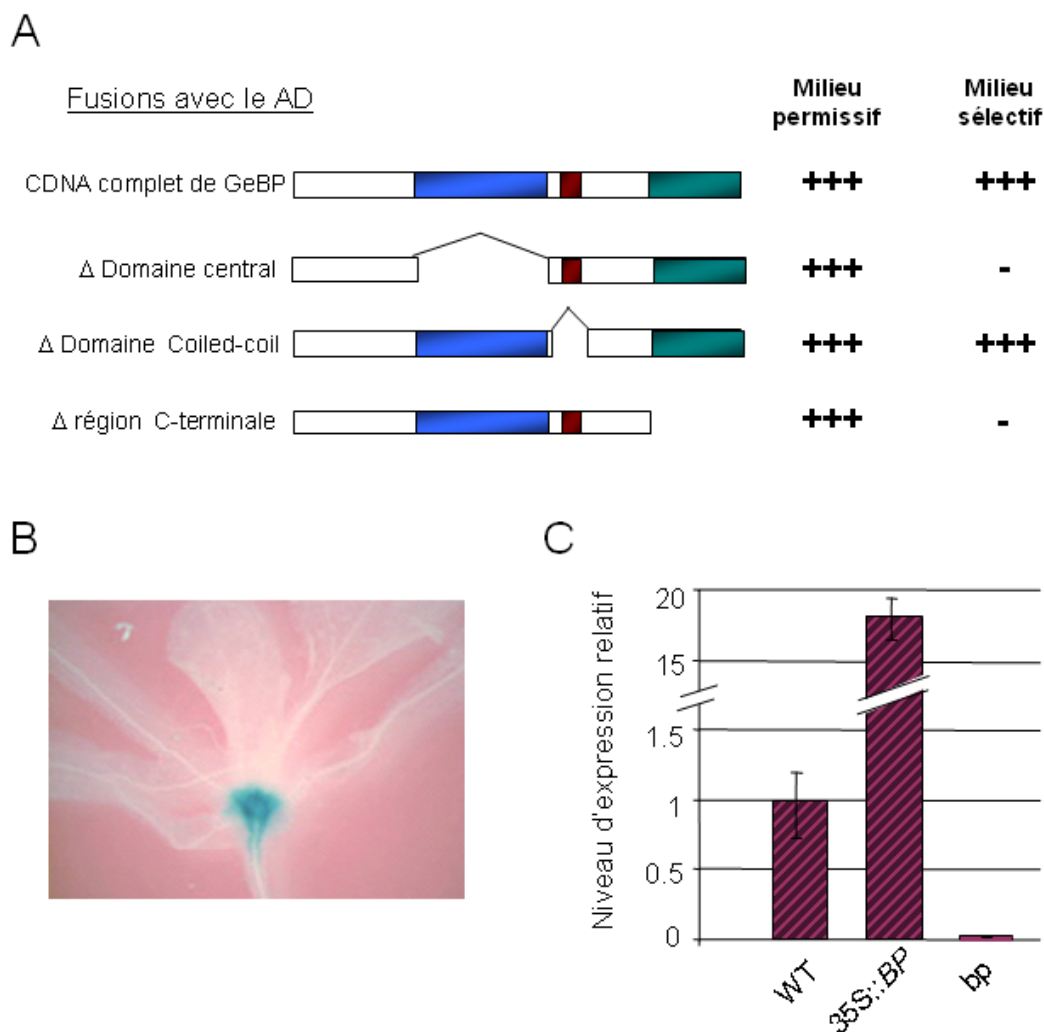 A
Fusions avec le AD
Milieu permissif
Milieu sélectif
CDNA complet de GeBP +++ +++
Δ Domaine central +++ -
Δ Domaine Coiled-coil +++ +++
Δ région C-terminale +++ -
B
C
Niveau d'expression relatif
20
15
1.5
1
0.5
0
WT
35S::BP
bp